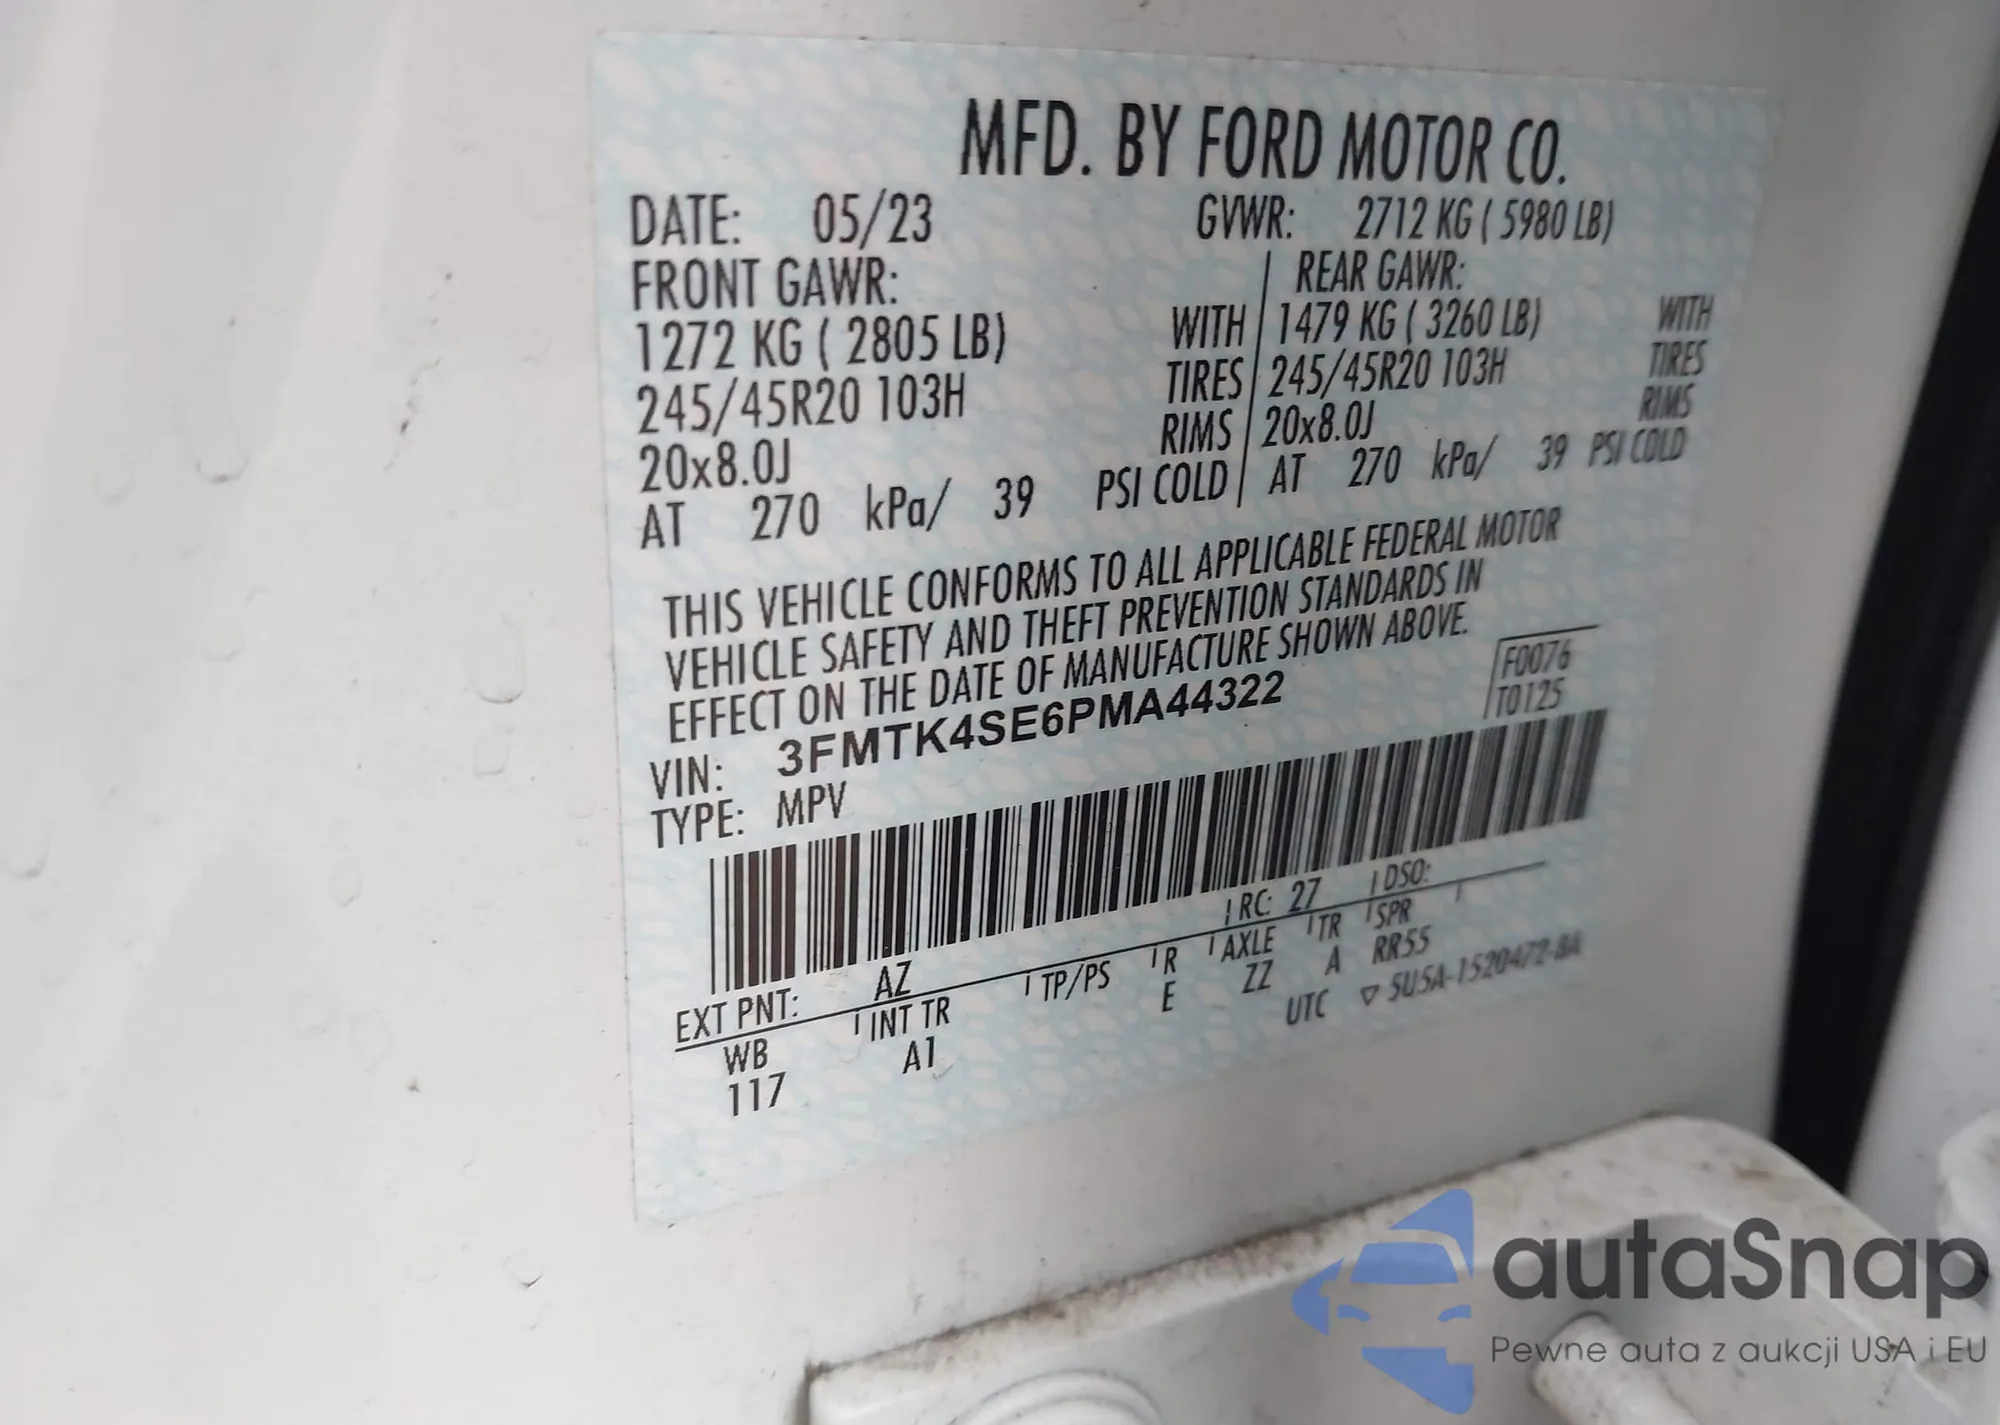 MFD. BY FORD MOTOR CO.
DATE: 05/23 GVWR: 2712 KG ( 5980 LB)
FRONT GAWR: REAR GAWR:
1272 KG ( 2805 LB) WITH 1479 KG ( 3260 LB) WITH
245/45R20 103H TIRES 245/45R20 103H TIRES
20x8.0J RIMS 20x8.0J RIMS
AT 270 kPa/ 39 PSI COLD AT 270 kPa/ 39 PSI COLD
THIS VEHICLE CONFORMS TO ALL APPLICABLE FEDERAL MOTOR
VEHICLE SAFETY AND THEFT PREVENTION STANDARDS IN
EFFECT ON THE DATE OF MANUFACTURE SHOWN ABOVE.
F0076
T0125
VIN: 3FMTK4SE6PMA44322
TYPE: MPV
EXT PNT: AZ RC: 27 DSO:
WB INT TR TP/PS R AXLE TR SPR
117 A1 E ZZ A RR55
UTC ▽ 5U5A-1520472-BA
autaSnap
Pewne auta z aukcji USA i EU